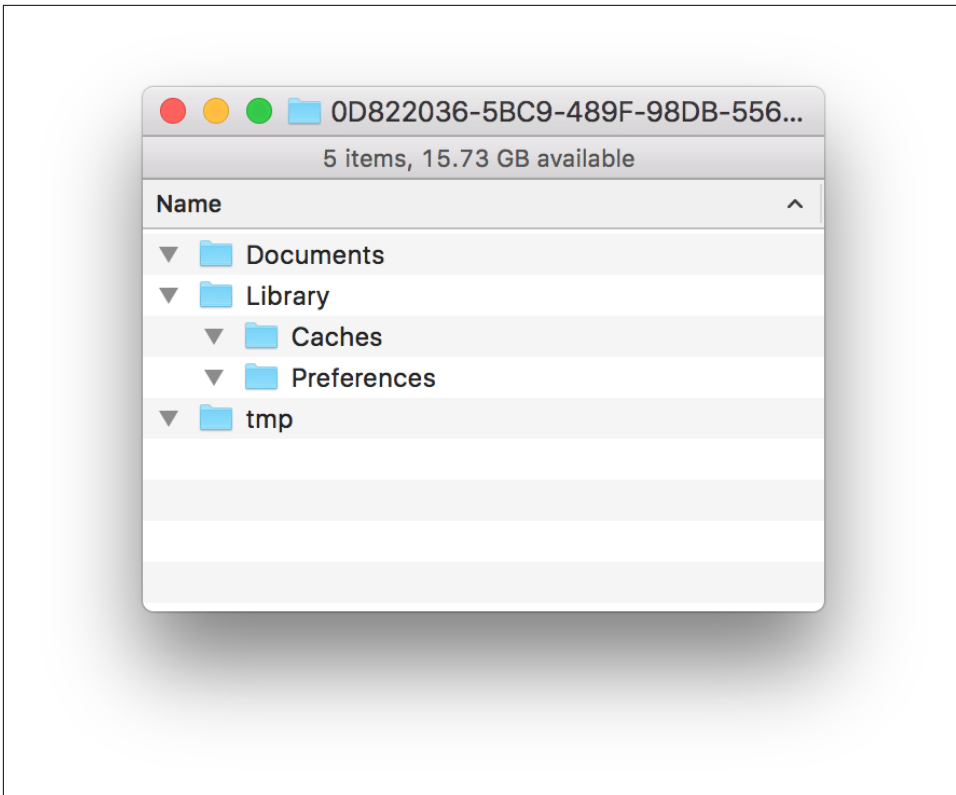 0D822036-5BC9-489F-98DB-556...
5 items, 15.73 GB available
Name
Documents
Library
Caches
Preferences
tmp